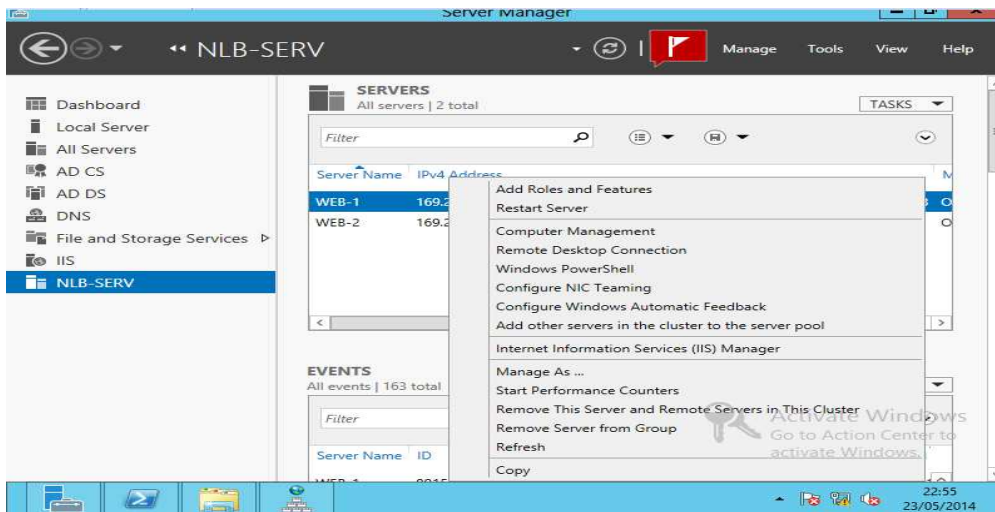 Server Manager
NLB-SERV
Manage Tools View Help
Dashboard
Local Server
All Servers
AD CS
AD DS
DNS
File and Storage Services
IIS
NLB-SERV
SERVERS
All servers | 2 total
TASKS
Filter
Server Name IPv4 Address M
WEB-1 169.2 O
WEB-2 169.2 O
Add Roles and Features
Restart Server
Computer Management
Remote Desktop Connection
Windows PowerShell
Configure NIC Teaming
Configure Windows Automatic Feedback
Add other servers in the cluster to the server pool
Internet Information Services (IIS) Manager
Manage As ...
Start Performance Counters
Remove This Server and Remote Servers in This Cluster
Remove Server from Group
Refresh
Copy
EVENTS
All events | 163 total
Filter
Server Name ID
Activate Windows
Go to Action Center to
activate Windows.
22:55
23/05/2014